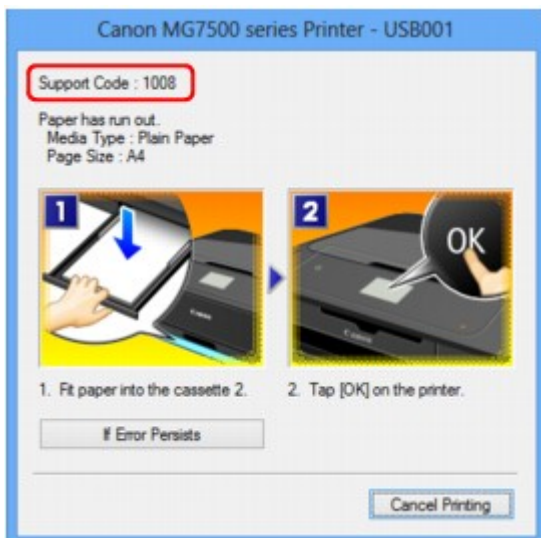 Canon MG7500 series Printer - USB001
Support Code : 1008
Paper has run out.
Media Type : Plain Paper
Page Size : A4
1
2
OK
Canon
Canon
1. Fit paper into the cassette 2.
2. Tap [OK] on the printer.
If Error Persists
Cancel Printing